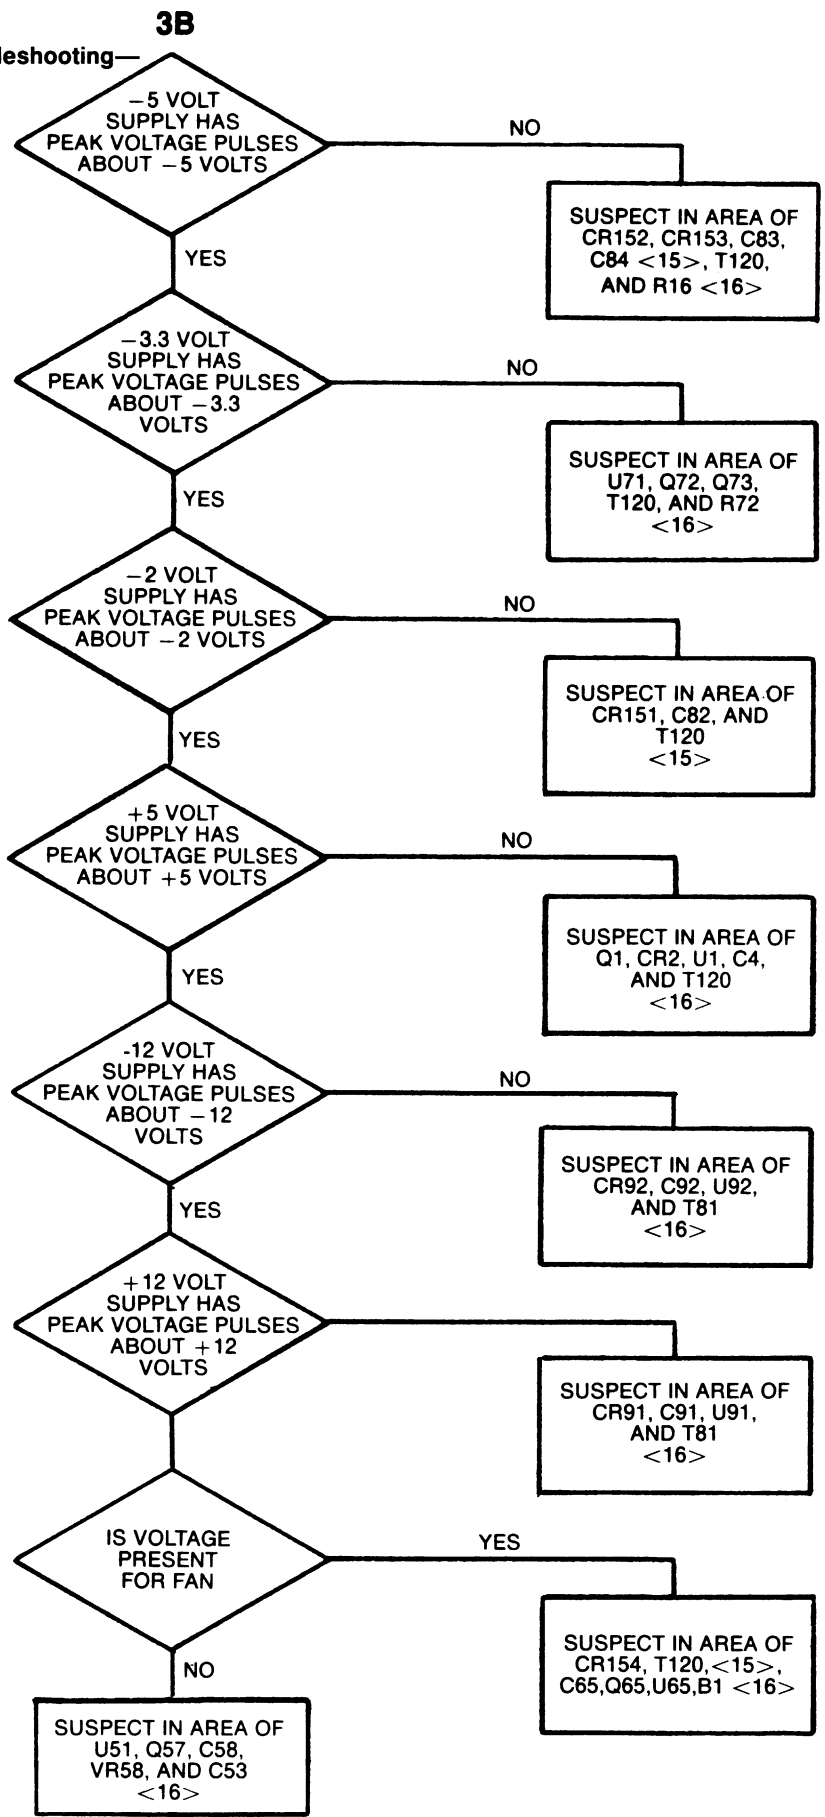 3B
leshooting—
—5 VOLT
SUPPLY HAS
PEAK VOLTAGE PULSES
ABOUT —5 VOLTS
NO
SUSPECT IN AREA OF
CR152, CR153, C83,
C84 <15>, T120,
AND R16 <16>
YES
—3.3 VOLT
SUPPLY HAS
PEAK VOLTAGE PULSES
ABOUT —3.3
VOLTS
NO
SUSPECT IN AREA OF
U71, Q72, Q73,
T120, AND R72
<16>
YES
—2 VOLT
SUPPLY HAS
PEAK VOLTAGE PULSES
ABOUT —2 VOLTS
NO
SUSPECT IN AREA OF
CR151, C82, AND
T120
<15>
YES
+5 VOLT
SUPPLY HAS
PEAK VOLTAGE PULSES
ABOUT +5 VOLTS
NO
SUSPECT IN AREA OF
Q1, CR2, U1, C4,
AND T120
<16>
YES
-12 VOLT
SUPPLY HAS
PEAK VOLTAGE PULSES
ABOUT —12
VOLTS
NO
SUSPECT IN AREA OF
CR92, C92, U92,
AND T81
<16>
YES
+12 VOLT
SUPPLY HAS
PEAK VOLTAGE PULSES
ABOUT +12
VOLTS
SUSPECT IN AREA OF
CR91, C91, U91,
AND T81
<16>
IS VOLTAGE
PRESENT
FOR FAN
YES
SUSPECT IN AREA OF
CR154, T120,<15>,
C65,Q65,U65,B1 <16>
NO
SUSPECT IN AREA OF
U51, Q57, C58,
VR58, AND C53
<16>